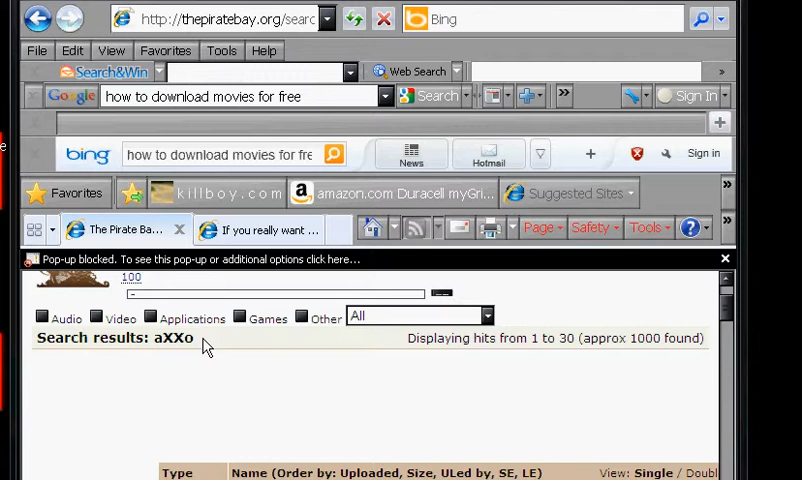 http://thepiratebay.org/searc Bing
File Edit View Favorites Tools Help
Search&Win Web Search »
Google how to download movies for free Search » Sign In
bing how to download movies for fre News Hotmail Sign in
Favorites killboy.com amazon.com Duracell myGri... Suggested Sites »
The Pirate Ba... If you really want ... Page Safety Tools »
Pop-up blocked. To see this pop-up or additional options click here...
100
-
Audio Video Applications Games Other All
Search results: aXXo Displaying hits from 1 to 30 (approx 1000 found)
Type Name (Order by: Uploaded, Size, ULed by, SE, LE) View: Single / Doubl